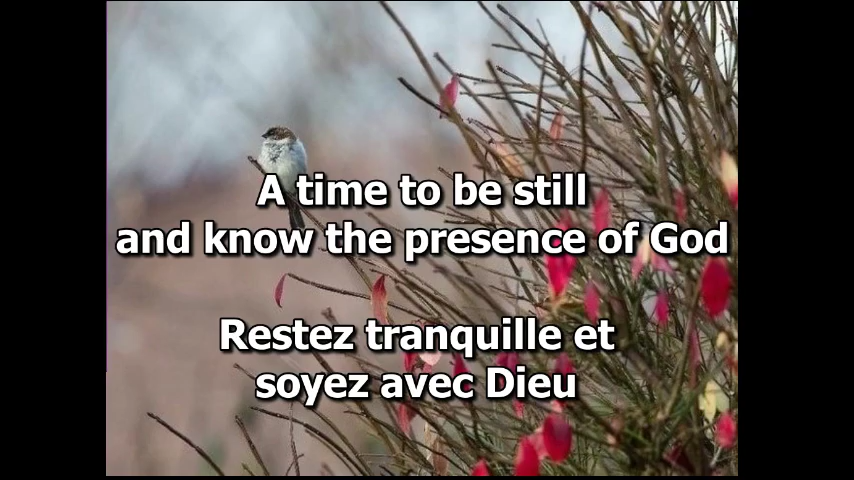 A time to be still
and know the presence of God
Restez tranquille et
soyez avec Dieu